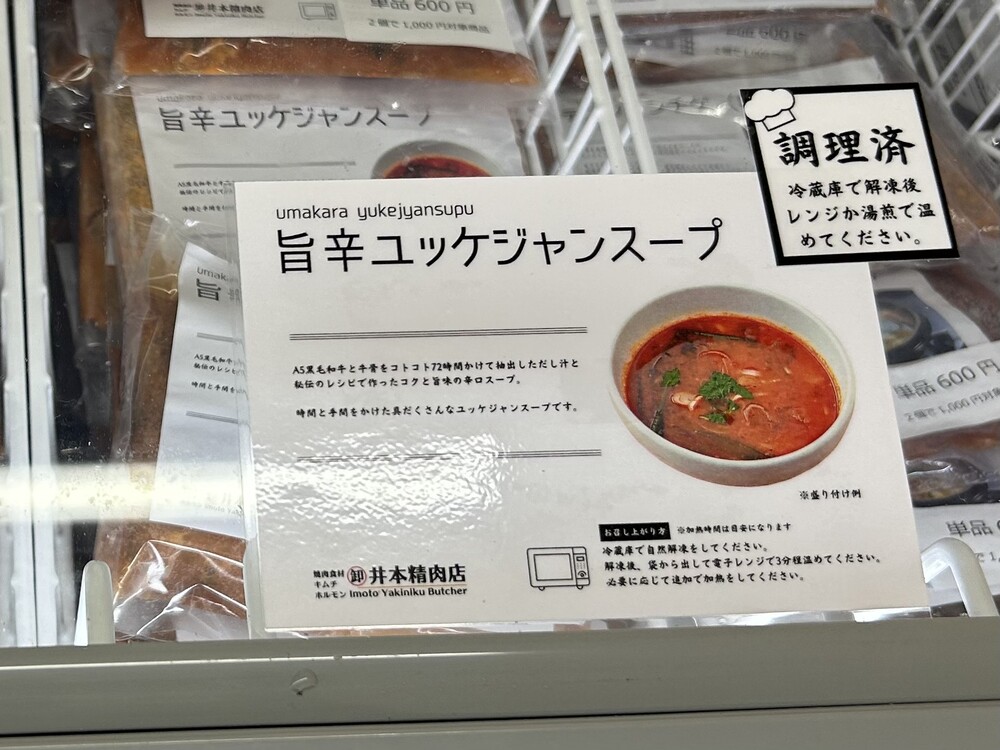 井本精肉店
Imoto Yakiniku Butcher
単品 600 円
2個で 1,000 円対象商品
旨辛ユッケジャンスープ
調理済
冷蔵庫で解凍後
レンジか湯煎で温
めてください。
umakara yukejyansupu
旨辛ユッケジャンスープ
A5黒毛和牛と牛骨をコトコト72時間かけて抽出しただし汁と
秘伝のレシピで作ったコクと旨味の辛口スープ。
時間と手間をかけた具だくさんなユッケジャンスープです。
※盛り付け例
お召し上がり方 ※加熱時間は目安になります
冷蔵庫で自然解凍をしてください。
解凍後、袋から出して電子レンジで3分程温めてください。
必要に応じて追加で加熱をしてください。
焼肉食材
キムチ
ホルモン
卸 井本精肉店
Imoto Yakiniku Butcher
単品 600 円
2個で 1,000 円対
単品